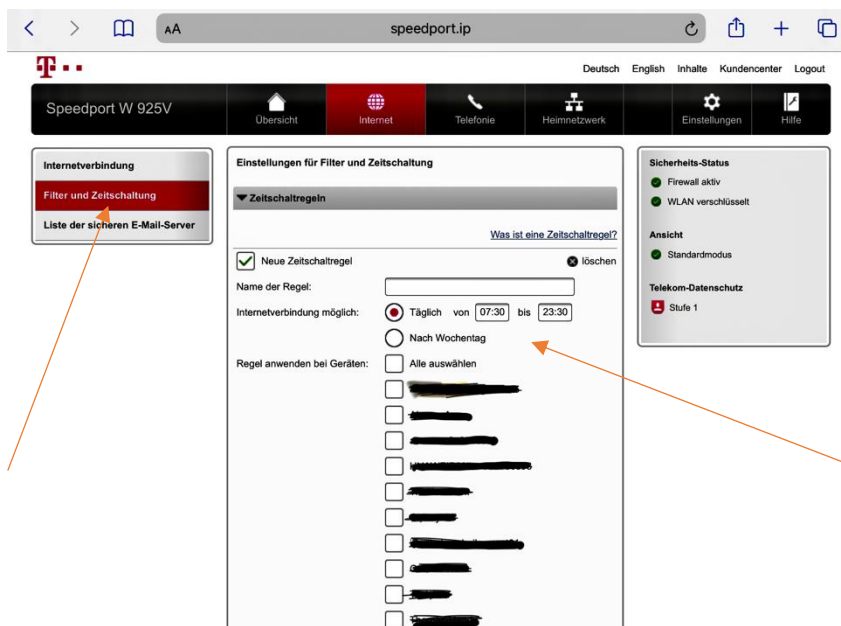 AA speedport.ip
T
Deutsch English Inhalte Kundencenter Logout
Speedport W 925V
Übersicht Internet Telefonie Heimnetzwerk Einstellungen Hilfe
Internetverbindung
Filter und Zeitschaltung
Liste der sicheren E-Mail-Server
Einstellungen für Filter und Zeitschaltung
Zeitschaltregeln
Was ist eine Zeitschaltregel?
Neue Zeitschaltregel löschen
Name der Regel:
Internetverbindung möglich: Täglich von 07:30 bis 23:30
Nach Wochentag
Regel anwenden bei Geräten: Alle auswählen
Sicherheits-Status
Firewall aktiv
WLAN verschlüsselt
Ansicht
Standardmodus
Telekom-Datenschutz
Stufe 1